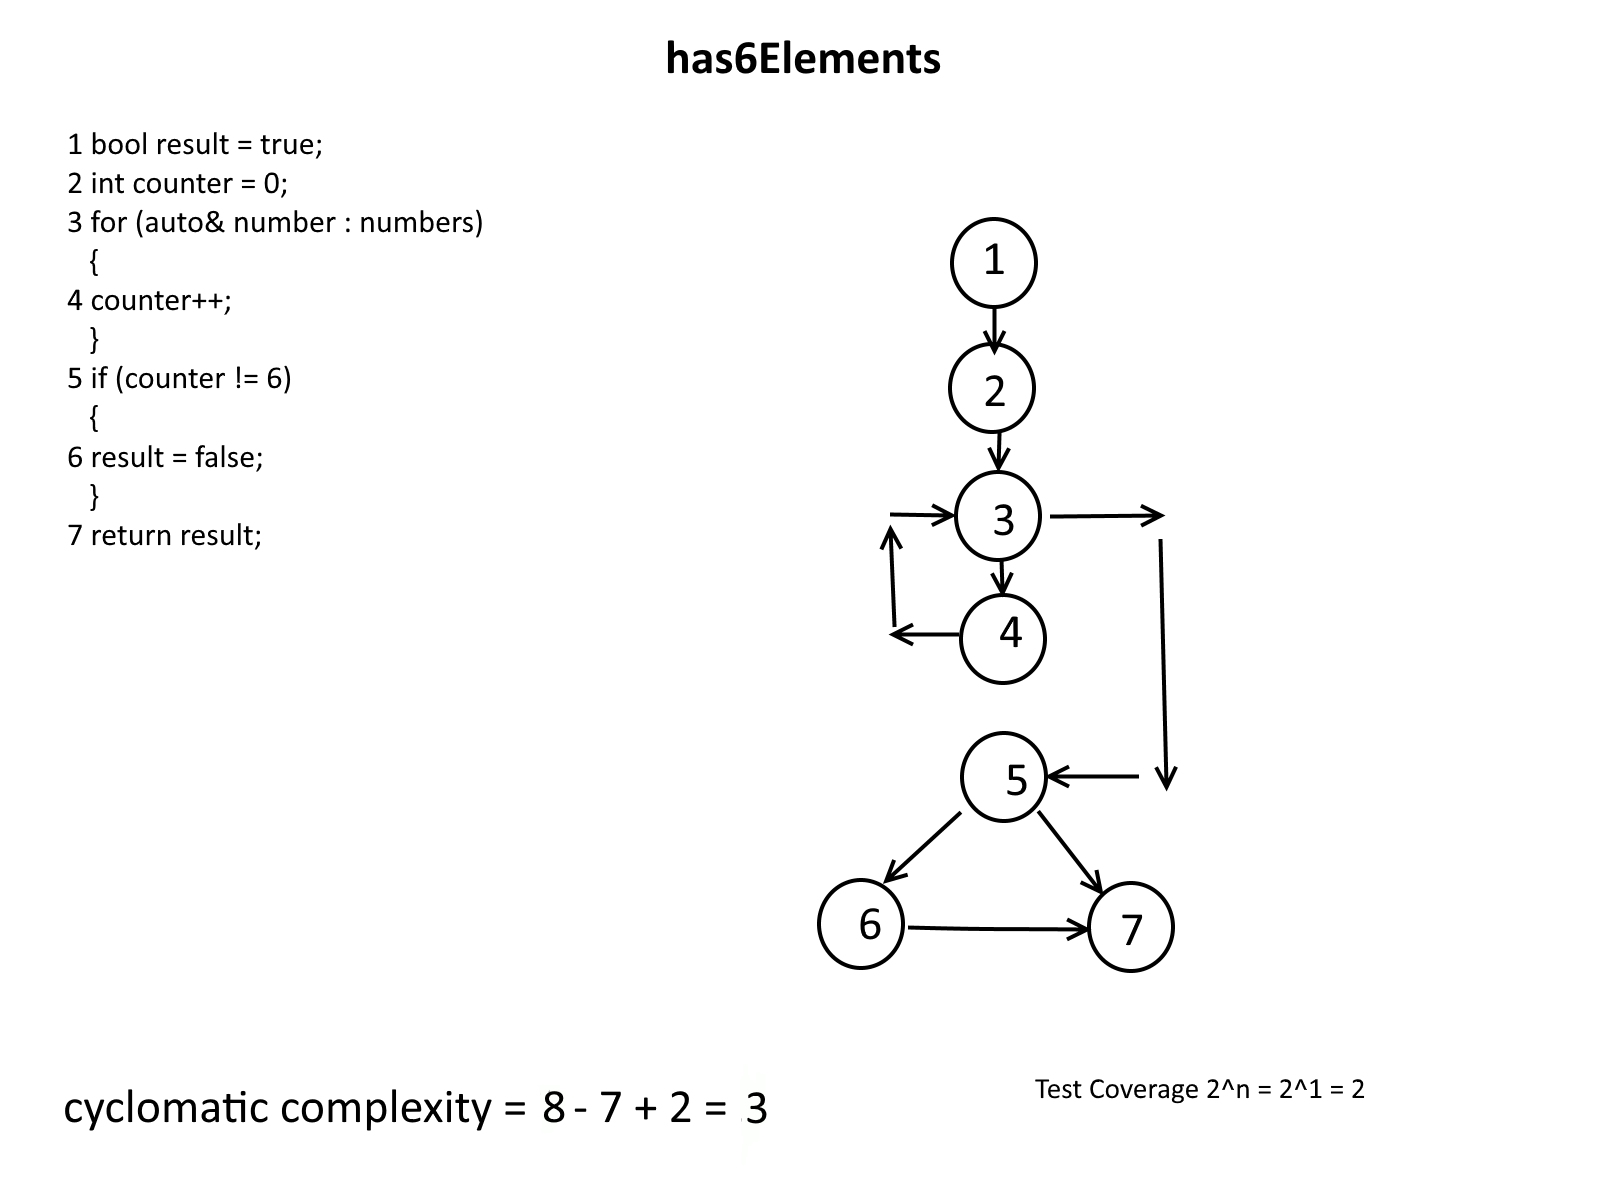 has6Elements
1 bool result = true;
2 int counter = 0;
3 for (auto& number : numbers)
{
4 counter++;
}
5 if (counter != 6)
{
6 result = false;
}
7 return result;
1
2
3
4
5
6
7
cyclomatic complexity = 8 - 7 + 2 = 3
Test Coverage 2^n = 2^1 = 2